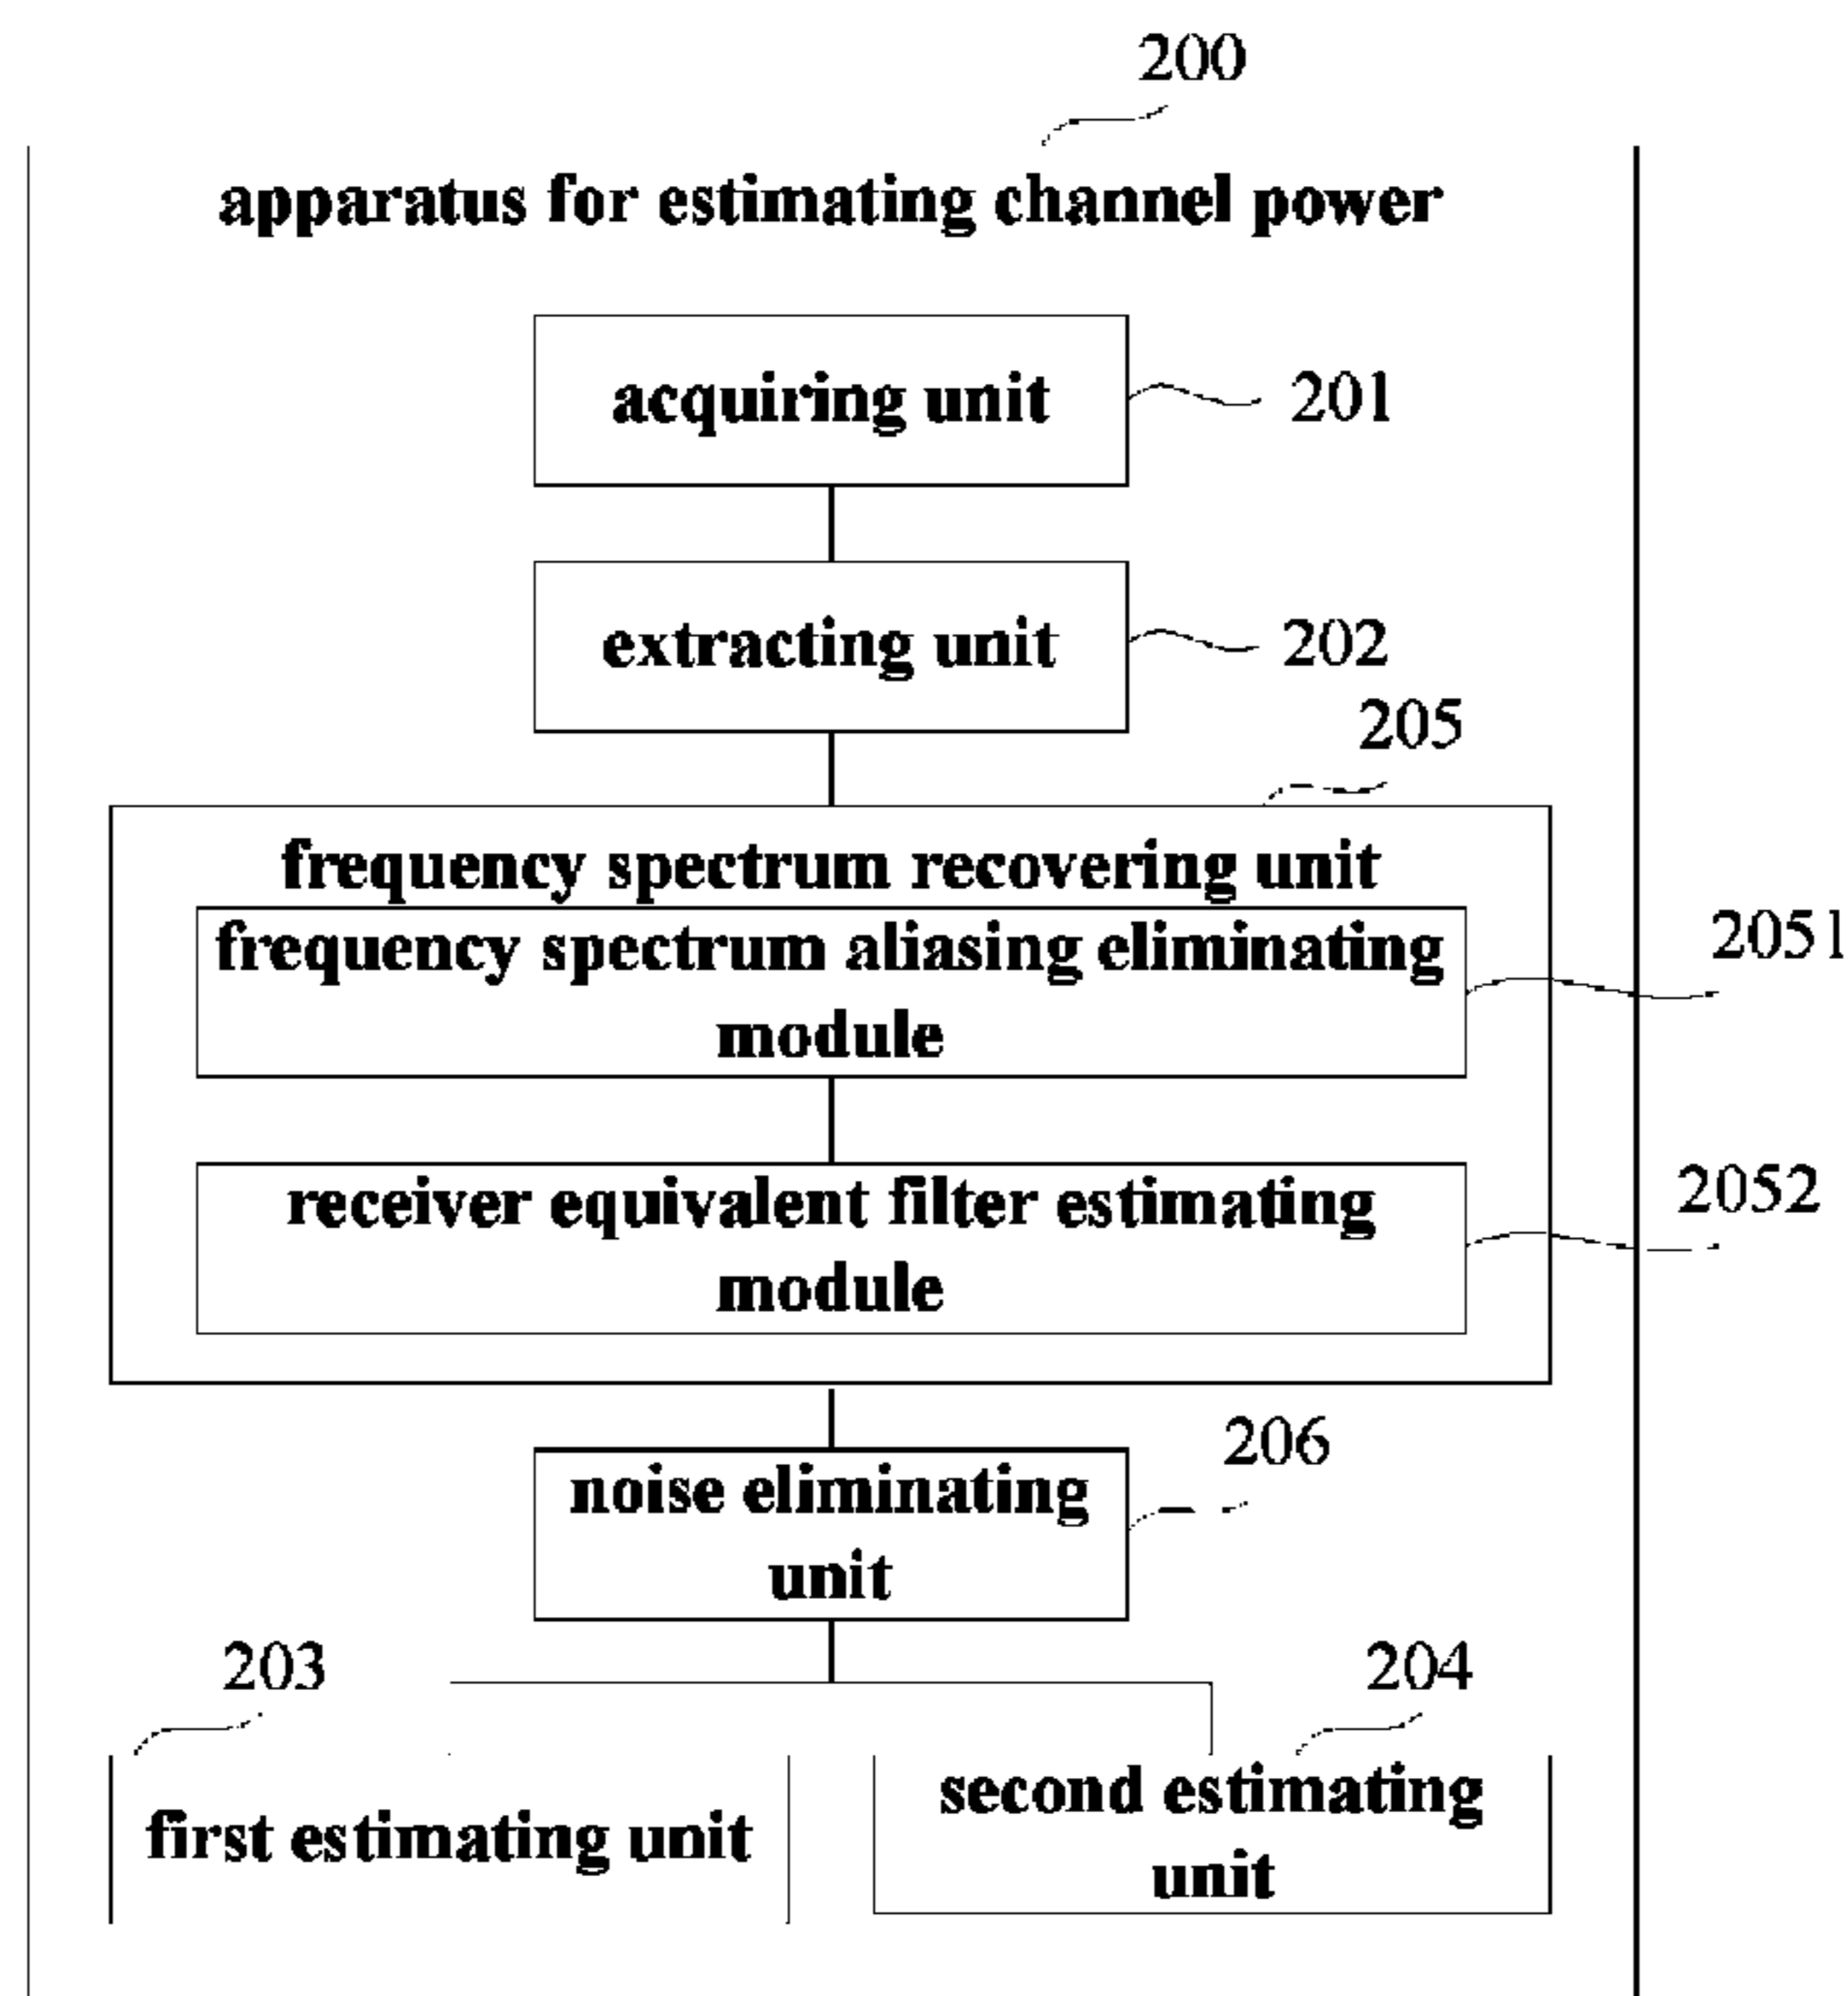 200
apparatus for estimating channel power
acquiring unit
201
extracting unit
202
205
frequency spectrum recovering unit
frequency spectrum aliasing eliminating
module
2051
receiver equivalent filter estimating
module
2052
noise eliminating
unit
206
203
204
first estimating unit
second estimating
unit